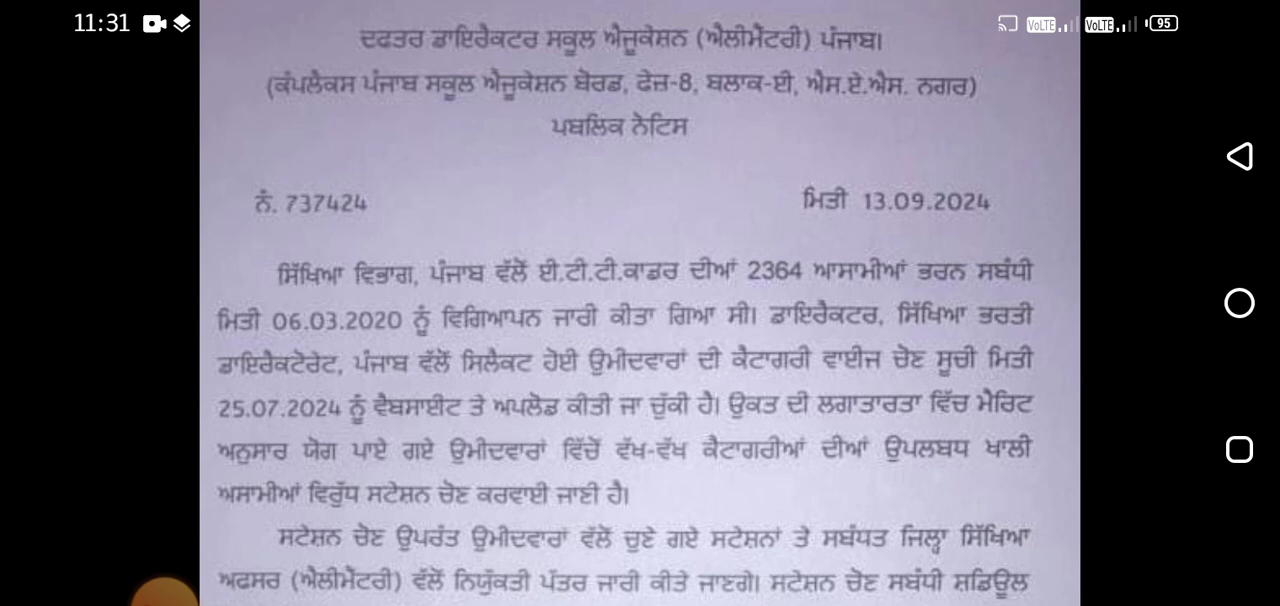 11:31
VoLTE VoLTE 95
ਦਫਤਰ ਡਾਇਰੈਕਟਰ ਸਕੂਲ ਐਜੂਕੇਸ਼ਨ (ਐਲੀਮੈਂਟਰੀ) ਪੰਜਾਬ।
(ਕੰਪਲੈਕਸ ਪੰਜਾਬ ਸਕੂਲ ਐਜੂਕੇਸ਼ਨ ਬੋਰਡ, ਫੇਜ਼-8, ਬਲਾਕ-ਈ, ਐਸ.ਏ.ਐਸ. ਨਗਰ)
ਪਬਲਿਕ ਨੋਟਿਸ
ਨੰ. 737424 ਮਿਤੀ 13.09.2024
ਸਿੱਖਿਆ ਵਿਭਾਗ, ਪੰਜਾਬ ਵੱਲੋਂ ਈ.ਟੀ.ਟੀ.ਕਾਡਰ ਦੀਆਂ 2364 ਆਸਾਮੀਆਂ ਭਰਨ ਸਬੰਧੀ
ਮਿਤੀ 06.03.2020 ਨੂੰ ਵਿਗਿਆਪਨ ਜਾਰੀ ਕੀਤਾ ਗਿਆ ਸੀ। ਡਾਇਰੈਕਟਰ, ਸਿੱਖਿਆ ਭਰਤੀ
ਡਾਇਰੈਕਟੋਰੇਟ, ਪੰਜਾਬ ਵੱਲੋਂ ਸਿਲੈਕਟ ਹੋਈ ਉਮੀਦਵਾਰਾਂ ਦੀ ਕੈਟਾਗਰੀ ਵਾਈਜ ਚੋਣ ਸੂਚੀ ਮਿਤੀ
25.07.2024 ਨੂੰ ਵੈਬਸਾਈਟ ਤੇ ਅਪਲੋਡ ਕੀਤੀ ਜਾ ਚੁੱਕੀ ਹੈ। ਉਕਤ ਦੀ ਲਗਾਤਾਰਤਾ ਵਿੱਚ ਮੈਰਿਟ
ਅਨੁਸਾਰ ਯੋਗ ਪਾਏ ਗਏ ਉਮੀਦਵਾਰਾਂ ਵਿੱਚੋਂ ਵੱਖ-ਵੱਖ ਕੈਟਾਗਰੀਆਂ ਦੀਆਂ ਉਪਲਬਧ ਖਾਲੀ
ਅਸਾਮੀਆਂ ਵਿਰੁੱਧ ਸਟੇਸ਼ਨ ਚੋਣ ਕਰਵਾਈ ਜਾਣੀ ਹੈ।
ਸਟੇਸ਼ਨ ਚੋਣ ਉਪਰੰਤ ਉਮੀਦਵਾਰਾਂ ਵੱਲੋਂ ਚੁਣੇ ਗਏ ਸਟੇਸ਼ਨਾਂ ਤੇ ਸਬੰਧਤ ਜਿਲ੍ਹਾ ਸਿੱਖਿਆ
ਅਫਸਰ (ਐਲੀਮੈਂਟਰੀ) ਵੱਲੋਂ ਨਿਯੁੱਕਤੀ ਪੱਤਰ ਜਾਰੀ ਕੀਤੇ ਜਾਣਗੇ। ਸਟੇਸ਼ਨ ਚੋਣ ਸਬੰਧੀ ਸ਼ਡਿਊਲ